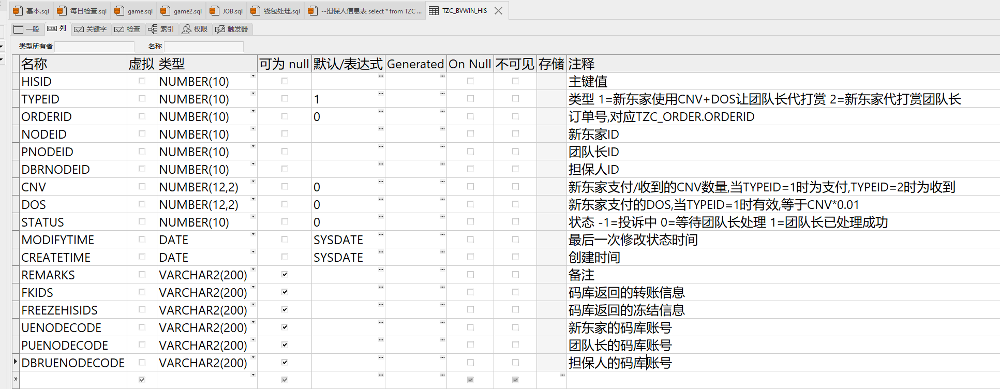 基本.sql 每日检查.sql game.sql game2.sql JOB.sql 钱包处理.sql --担保人信息表 select * from TZC ... TZC_BVWIN_HIS
一般 COL 列 关键字 检查 索引 权限 触发器
类型所有者 名称
名称 虚拟 类型 可为 null 默认/表达式 Generated On Null 不可见 存储 注释
HISID NUMBER(10) 主键值
TYPEID NUMBER(10) 1 类型 1=新东家使用CNV+DOS让团队长代打赏 2=新东家代打赏团队长
ORDERID NUMBER(10) 0 订单号,对应TZC_ORDER.ORDERID
NODEID NUMBER(10) 新东家ID
PNODEID NUMBER(10) 团队长ID
DBRNODEID NUMBER(10) 担保人ID
CNV NUMBER(12,2) 0 新东家支付/收到的CNV数量,当TYPEID=1时为支付,TYPEID=2时为收到
DOS NUMBER(12,2) 0 新东家支付的DOS,当TYPEID=1时有效,等于CNV*0.01
STATUS NUMBER(10) 0 状态 -1=投诉中 0=等待团队长处理 1=团队长已处理成功
MODIFYTIME DATE SYSDATE 最后一次修改状态时间
CREATETIME DATE SYSDATE 创建时间
REMARKS VARCHAR2(200) 备注
FKIDS VARCHAR2(200) 码库返回的转账信息
FREEZEHISIDS VARCHAR2(200) 码库返回的冻结信息
UENODECODE VARCHAR2(200) 新东家的码库账号
PUENODECODE VARCHAR2(200) 团队长的码库账号
DBRUENODECODE VARCHAR2(200) 担保人的码库账号
*